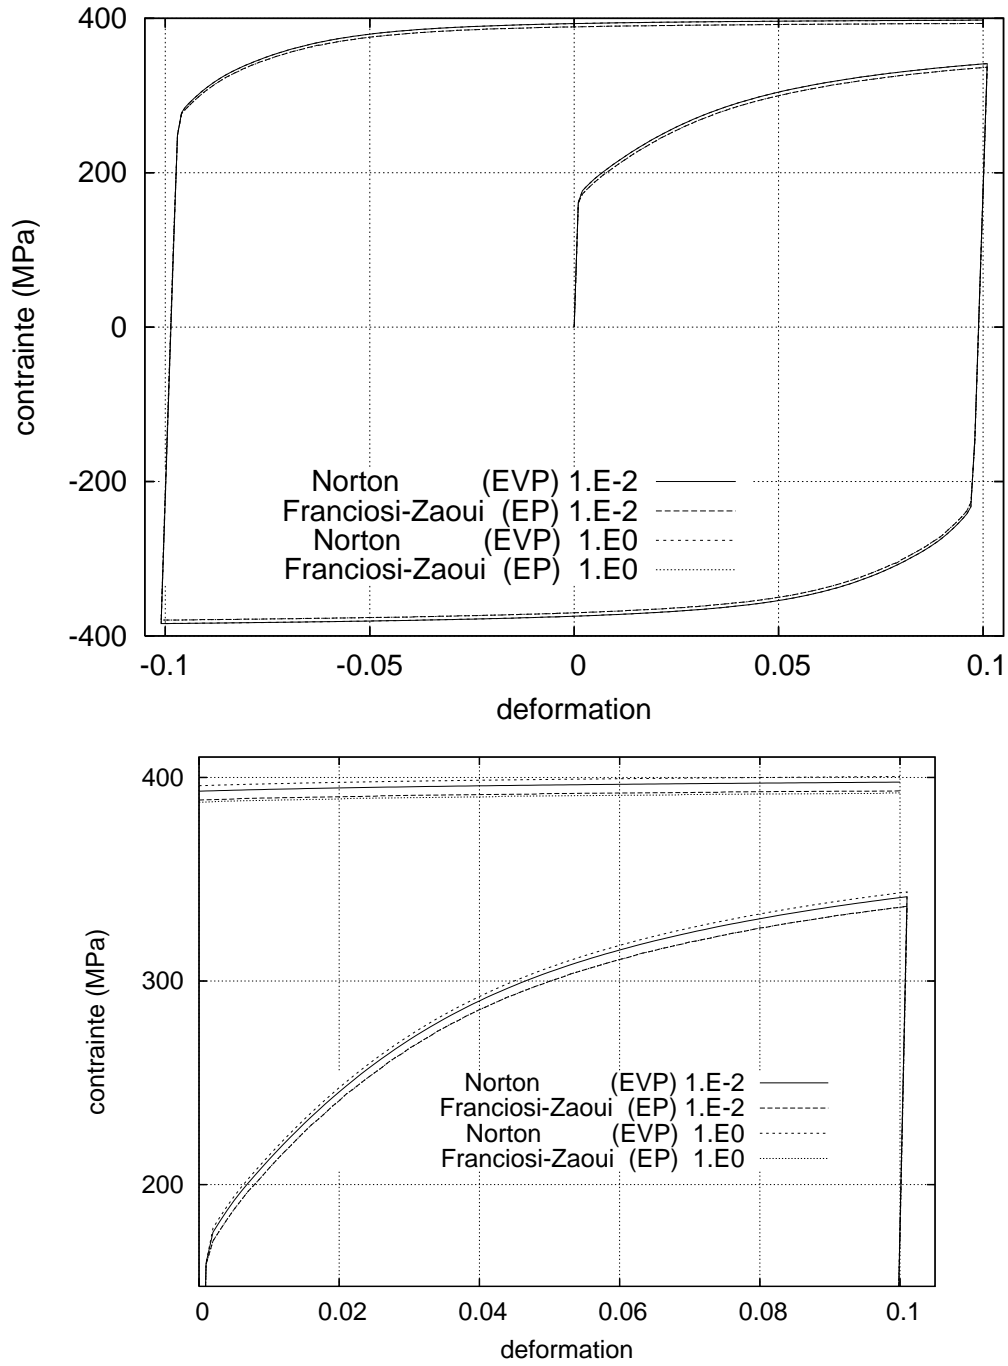 400
200
0
-200
-400
contrainte (MPa)
Norton (EVP) 1.E-2
Franciosi-Zaoui (EP) 1.E-2
Norton (EVP) 1.E0
Franciosi-Zaoui (EP) 1.E0
-0.1 -0.05 0 0.05 0.1
deformation
400
300
200
contrainte (MPa)
Norton (EVP) 1.E-2
Franciosi-Zaoui (EP) 1.E-2
Norton (EVP) 1.E0
Franciosi-Zaoui (EP) 1.E0
0 0.02 0.04 0.06 0.08 0.1
deformation